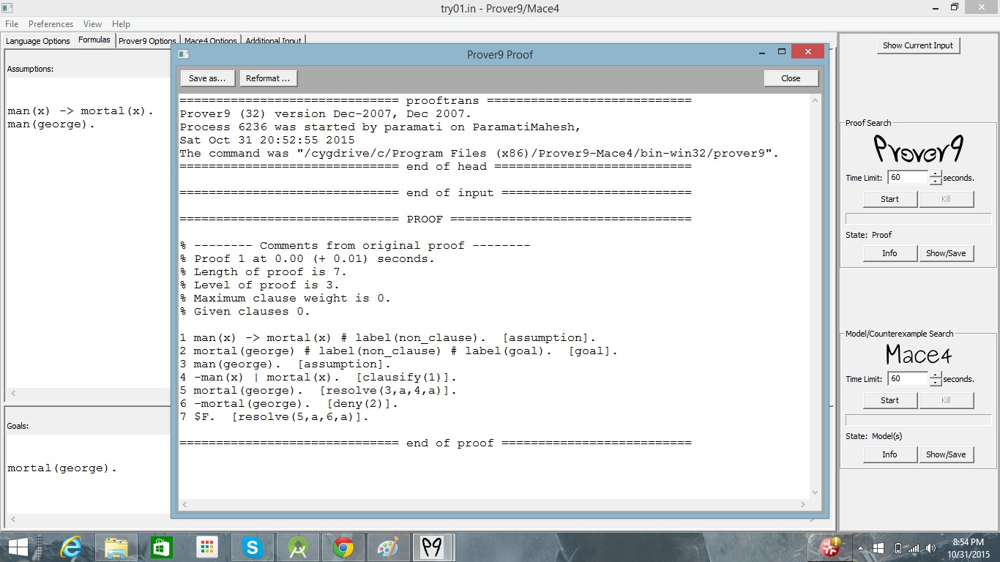 try01.in - Prover9/Mace4
File Preferences View Help
Language Options Formulas Prover9 Options Mace4 Options Additional Input
Assumptions:
man(x) -> mortal(x).
man(george).
Goals:
mortal(george).
Prover9 Proof
Save as... Reformat ... Close
============================== prooftrans ============================
Prover9 (32) version Dec-2007, Dec 2007.
Process 6236 was started by paramati on ParamatiMahesh,
Sat Oct 31 20:52:55 2015
The command was "/cygdrive/c/Program Files (x86)/Prover9-Mace4/bin-win32/prover9".
============================== end of head ===========================
============================== end of input ==========================
============================== PROOF =================================
% -------- Comments from original proof --------
% Proof 1 at 0.00 (+ 0.01) seconds.
% Length of proof is 7.
% Level of proof is 3.
% Maximum clause weight is 0.
% Given clauses 0.
1 man(x) -> mortal(x) # label(non_clause).  [assumption].
2 mortal(george) # label(non_clause) # label(goal).  [goal].
3 man(george).  [assumption].
4 -man(x) | mortal(x).  [clausify(1)].
5 mortal(george).  [resolve(3,a,4,a)].
6 -mortal(george).  [deny(2)].
7 $F.  [resolve(5,a,6,a)].
============================== end of proof ==========================
Show Current Input
Proof Search
Prover9
Time Limit: 60 seconds.
Start Kill
State: Proof
Info Show/Save
Model/Counterexample Search
Mace4
Time Limit: 60 seconds.
Start Kill
State: Model(s)
Info Show/Save
P9
8:54 PM
10/31/2015